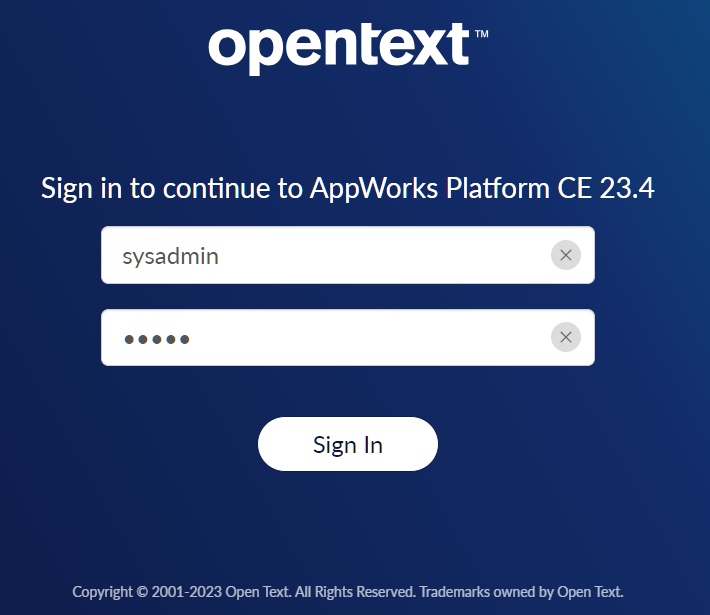 opentext™
Sign in to continue to AppWorks Platform CE 23.4
sysadmin
•••••
Sign In
Copyright © 2001-2023 Open Text. All Rights Reserved. Trademarks owned by Open Text.